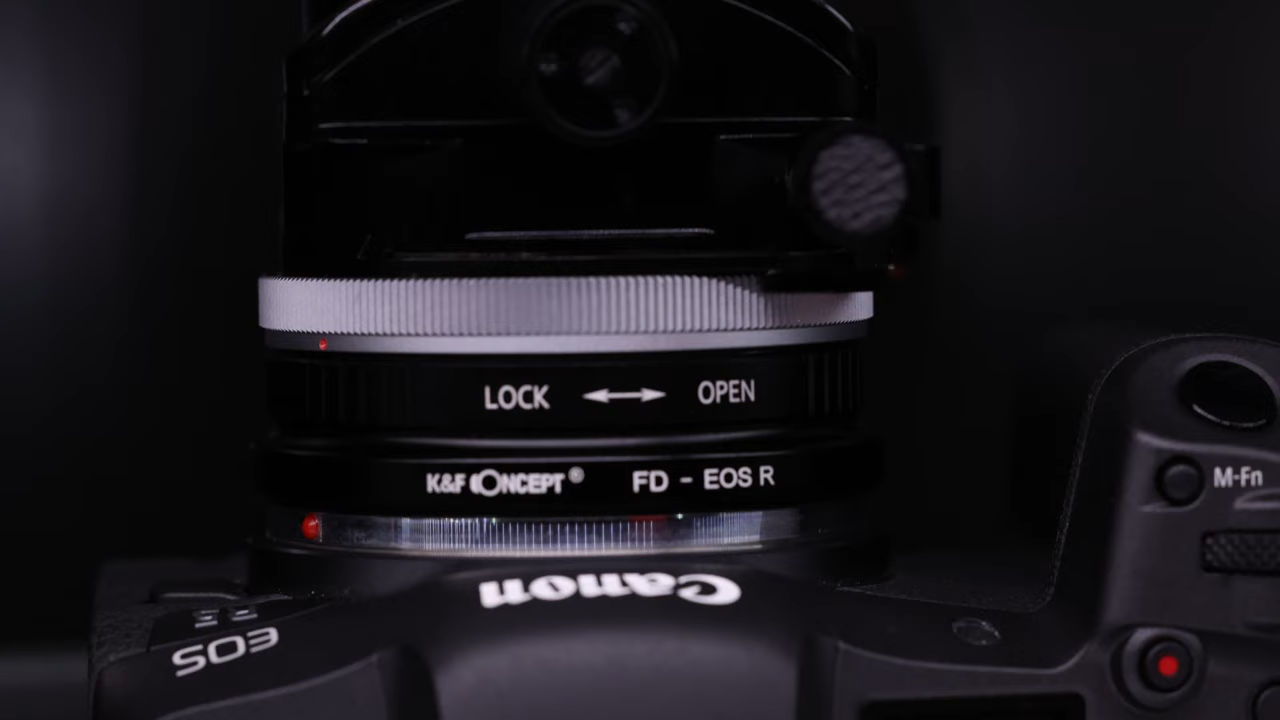 LOCK ↔ OPEN
K&F CONCEPT® FD - EOS R
M-Fn
Canon
EOS